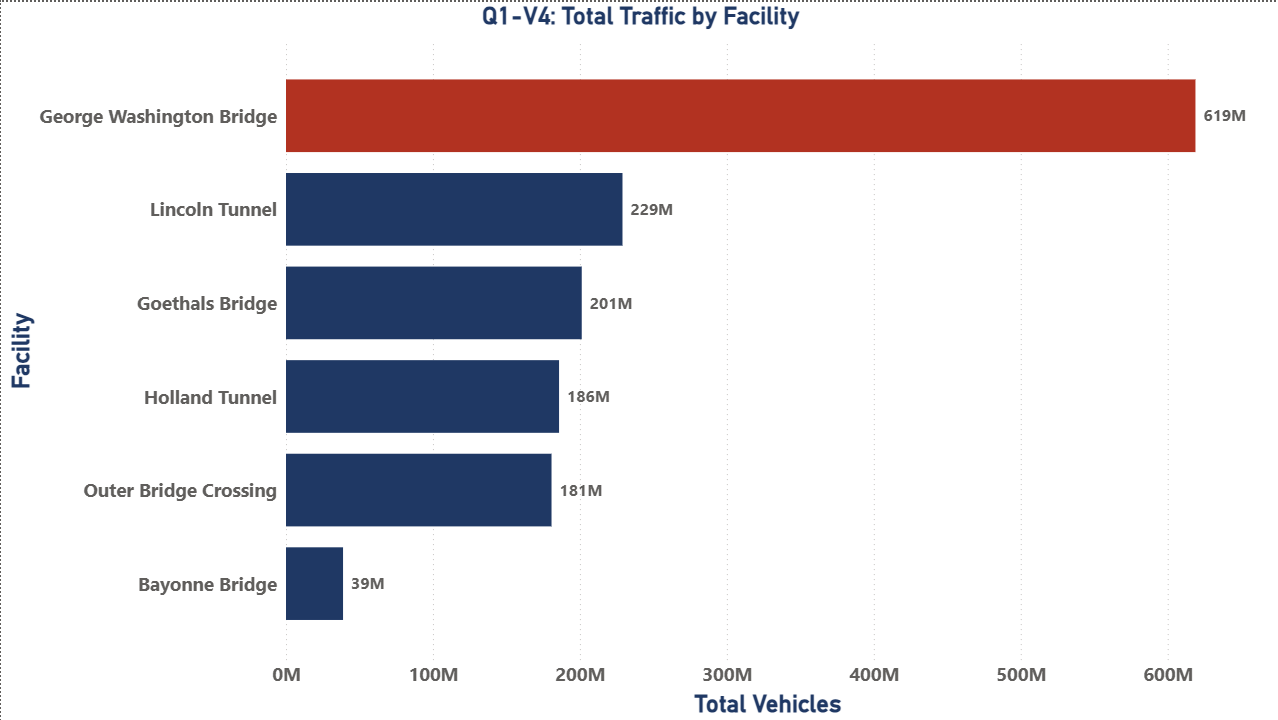 Q1-V4: Total Traffic by Facility
Facility
George Washington Bridge 619M
Lincoln Tunnel 229M
Goethals Bridge 201M
Holland Tunnel 186M
Outer Bridge Crossing 181M
Bayonne Bridge 39M
0M 100M 200M 300M 400M 500M 600M
Total Vehicles